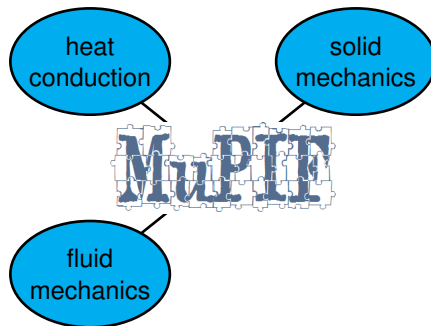 heat
conduction
solid
mechanics
MuPIF
fluid
mechanics